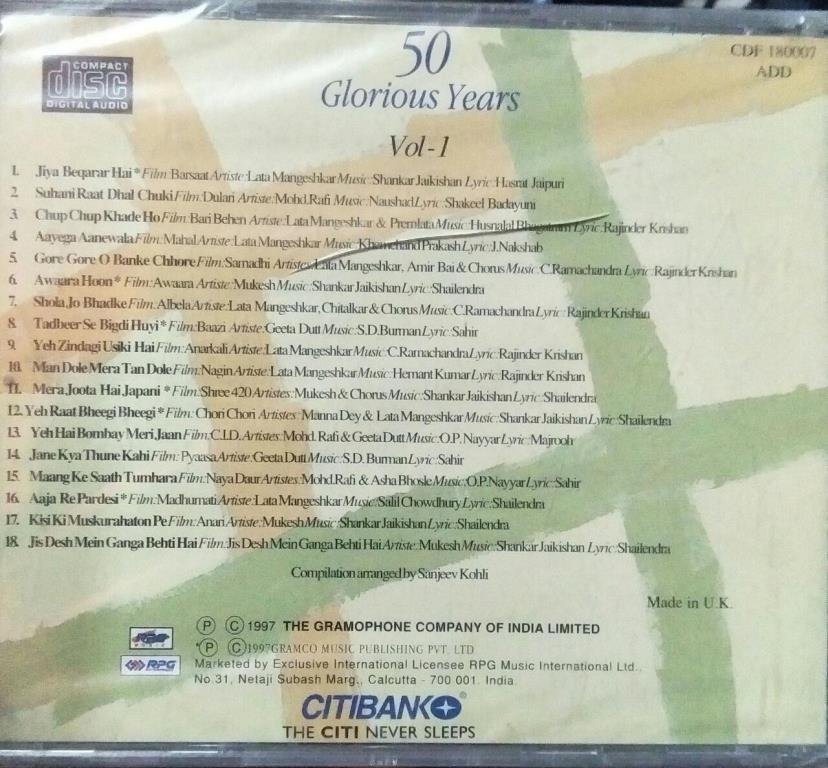 COMPACT
disc
DIGITAL AUDIO
50
Glorious Years
CDF 180007
ADD
Vol-1
1. Jiya Beqarar Hai * Film:Barsaat Artiste:Lata Mangeshkar Music:Shankar Jaikishan Lyric:Hasrat Jaipuri
2. Suhani Raat Dhal Chuki Film:Dulari Artiste:Mohd.Rafi Music:Naushad Lyric:Shakeel Badayuni
3. Chup Chup Khade Ho Film:Bari Behen Artiste:Lata Mangeshkar & Premlata Music:Husnalal Bhagatram Lyric:Rajinder Krishan
4. Aayega Aanewala Film:Mahal Artiste:Lata Mangeshkar Music:Khemchand Prakash Lyric:J.Nakshab
5. Gore Gore O Banke Chhore Film:Samadhi Artistes:Lata Mangeshkar, Amir Bai & Chorus Music:C.Ramachandra Lyric:Rajinder Krishan
6. Awaara Hoon* Film:Awaara Artiste:Mukesh Music:Shankar Jaikishan Lyric:Shailendra
7. Shola Jo Bhadke Film:Albela Artiste:Lata Mangeshkar, Chitalkar & Chorus Music:C.Ramachandra Lyric:Rajinder Krishan
8. Tadbeer Se Bigdi Huyi * Film:Baazi Artiste:Geeta Dutt Music:S.D.Burman Lyric:Sahir
9. Yeh Zindagi Usiki Hai Film:Anarkali Artiste:Lata Mangeshkar Music:C.Ramachandra Lyric:Rajinder Krishan
10. Man Dole Mera Tan Dole Film:Nagin Artiste:Lata Mangeshkar Music:Hemant Kumar Lyric:Rajinder Krishan
11. Mera Joota Hai Japani * Film:Shree 420 Artistes:Mukesh & Chorus Music:Shankar Jaikishan Lyric:Shailendra
12. Yeh Raat Bheegi Bheegi * Film:Chori Chori Artistes:Manna Dey & Lata Mangeshkar Music:Shankar Jaikishan Lyric:Shailendra
13. Yeh Hai Bombay Meri Jaan Film:C.I.D. Artistes:Mohd. Rafi & Geeta Dutt Music:O.P. Nayyar Lyric:Majrooh
14. Jane Kya Thune Kahi Film:Pyaasa Artiste:Geeta Dutt Music:S.D. Burman Lyric:Sahir
15. Maang Ke Saath Tumhara Film:Naya Daur Artistes:Mohd.Rafi & Asha Bhosle Music:O.P.Nayyar Lyric:Sahir
16. Aaja Re Pardesi * Film:Madhumati Artiste:Lata Mangeshkar Music:Salil Chowdhury Lyric:Shailendra
17. Kisi Ki Muskurahaton Pe Film:Anari Artiste:Mukesh Music:Shankar Jaikishan Lyric:Shailendra
18. Jis Desh Mein Ganga Behti Hai Film:Jis Desh Mein Ganga Behti Hai Artiste:Mukesh Music:Shankar Jaikishan Lyric:Shailendra
Compilation arranged by Sanjeev Kohli
Made in U.K.
Ⓟ Ⓒ 1997 THE GRAMOPHONE COMPANY OF INDIA LIMITED
*Ⓟ Ⓒ1997 GRAMCO MUSIC PUBLISHING PVT. LTD
Marketed by Exclusive International Licensee RPG Music International Ltd.,
No.31, Netaji Subash Marg., Calcutta - 700 001. India.
RPG
CITIBANK®
THE CITI NEVER SLEEPS